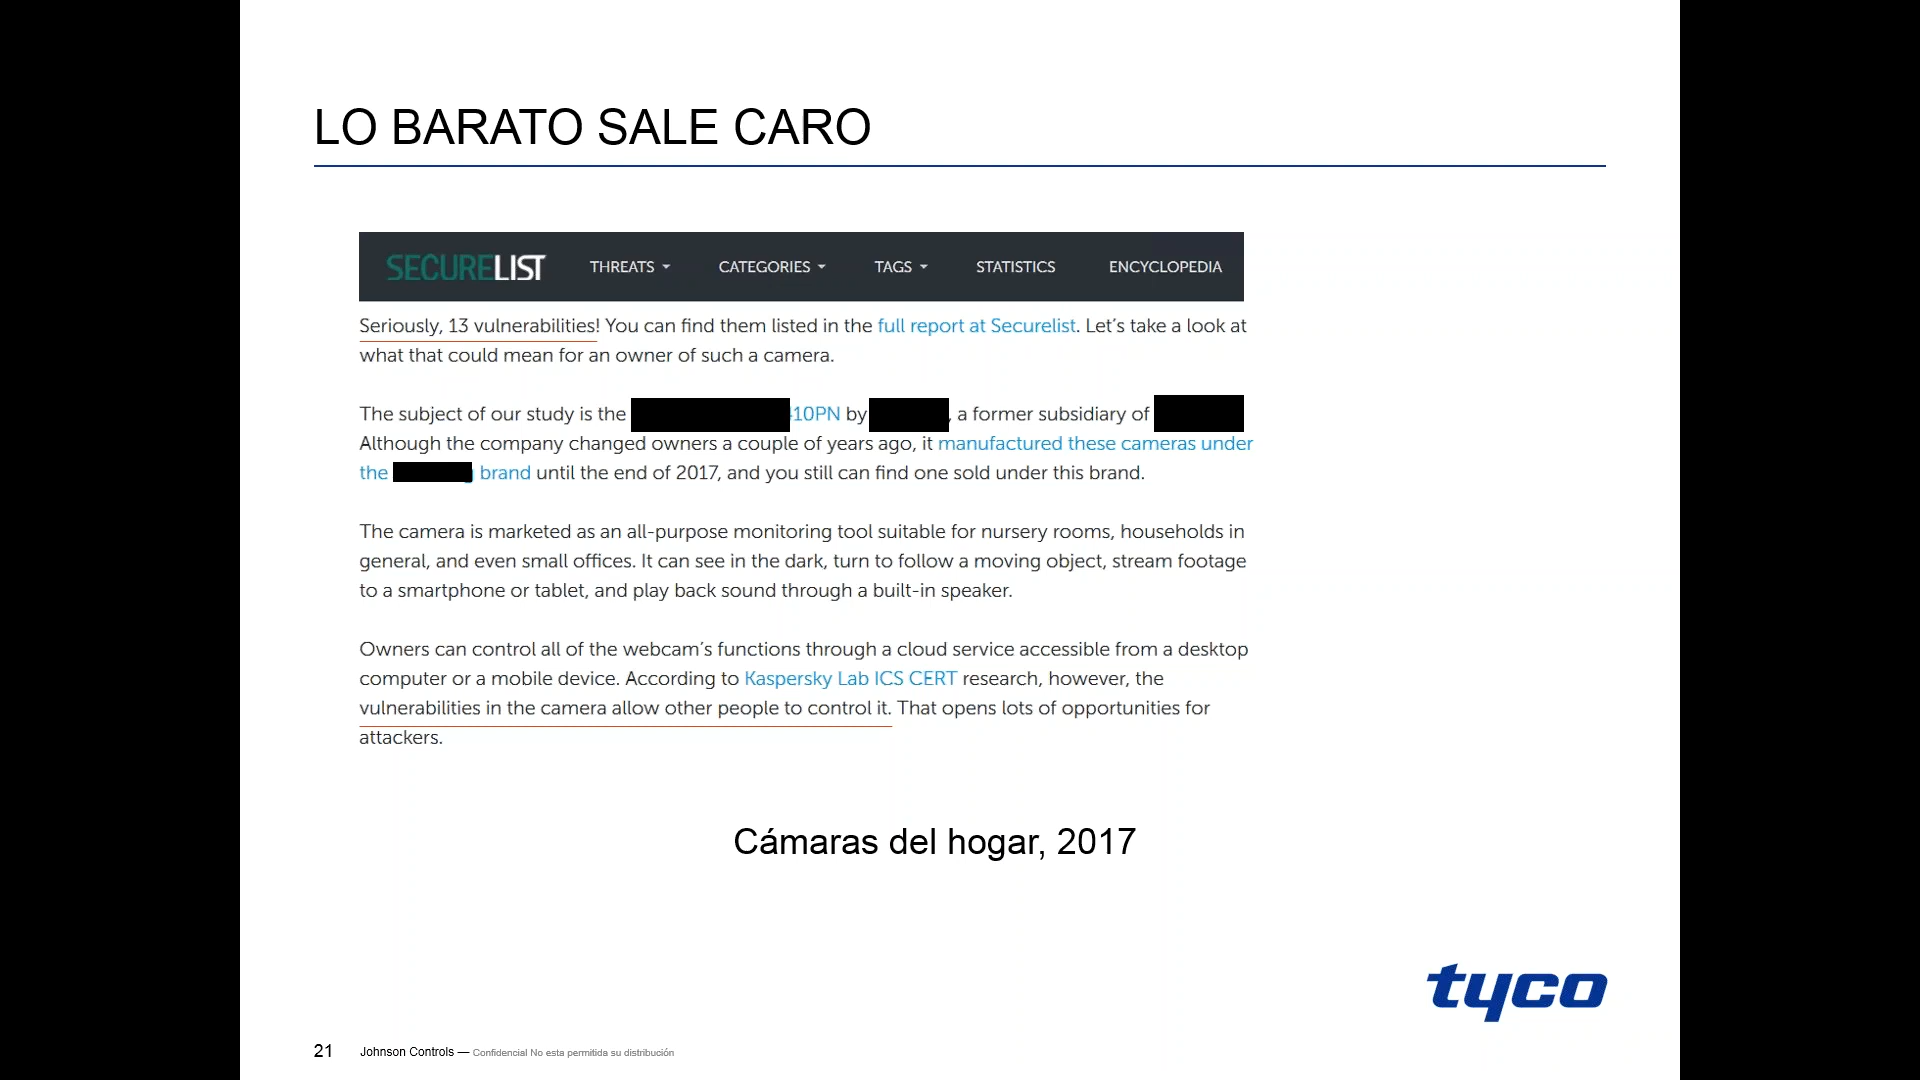 LO BARATO SALE CARO
SECURELIST THREATS CATEGORIES TAGS STATISTICS ENCYCLOPEDIA
Seriously, 13 vulnerabilities! You can find them listed in the full report at Securelist. Let's take a look at
what that could mean for an owner of such a camera.
The subject of our study is the 10PN by , a former subsidiary of
Although the company changed owners a couple of years ago, it manufactured these cameras under
the brand until the end of 2017, and you still can find one sold under this brand.
The camera is marketed as an all-purpose monitoring tool suitable for nursery rooms, households in
general, and even small offices. It can see in the dark, turn to follow a moving object, stream footage
to a smartphone or tablet, and play back sound through a built-in speaker.
Owners can control all of the webcam's functions through a cloud service accessible from a desktop
computer or a mobile device. According to Kaspersky Lab ICS CERT research, however, the
vulnerabilities in the camera allow other people to control it. That opens lots of opportunities for
attackers.
Cámaras del hogar, 2017
tyco
21 Johnson Controls — Confidencial No esta permitida su distribución